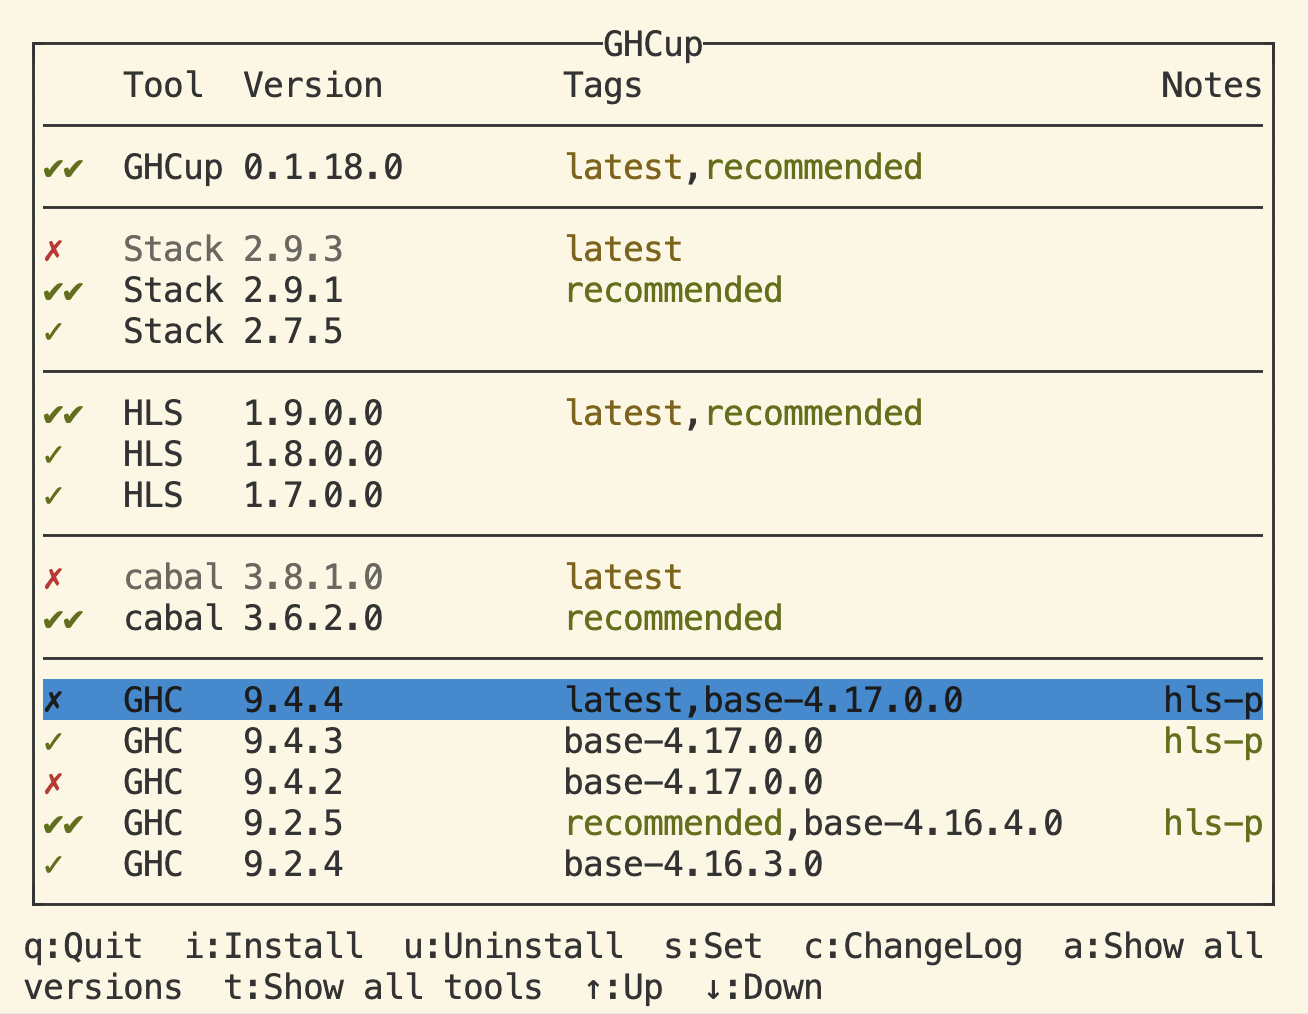 GHCup
Tool Version Tags Notes
✔✔ GHCup 0.1.18.0 latest,recommended
✗ Stack 2.9.3 latest
✔✔ Stack 2.9.1 recommended
✓ Stack 2.7.5
✔✔ HLS 1.9.0.0 latest,recommended
✓ HLS 1.8.0.0
✓ HLS 1.7.0.0
✗ cabal 3.8.1.0 latest
✔✔ cabal 3.6.2.0 recommended
✗ GHC 9.4.4 latest,base-4.17.0.0 hls-p
✓ GHC 9.4.3 base-4.17.0.0 hls-p
✗ GHC 9.4.2 base-4.17.0.0
✔✔ GHC 9.2.5 recommended,base-4.16.4.0 hls-p
✓ GHC 9.2.4 base-4.16.3.0
q:Quit i:Install u:Uninstall s:Set c:ChangeLog a:Show all
versions t:Show all tools ↑:Up ↓:Down